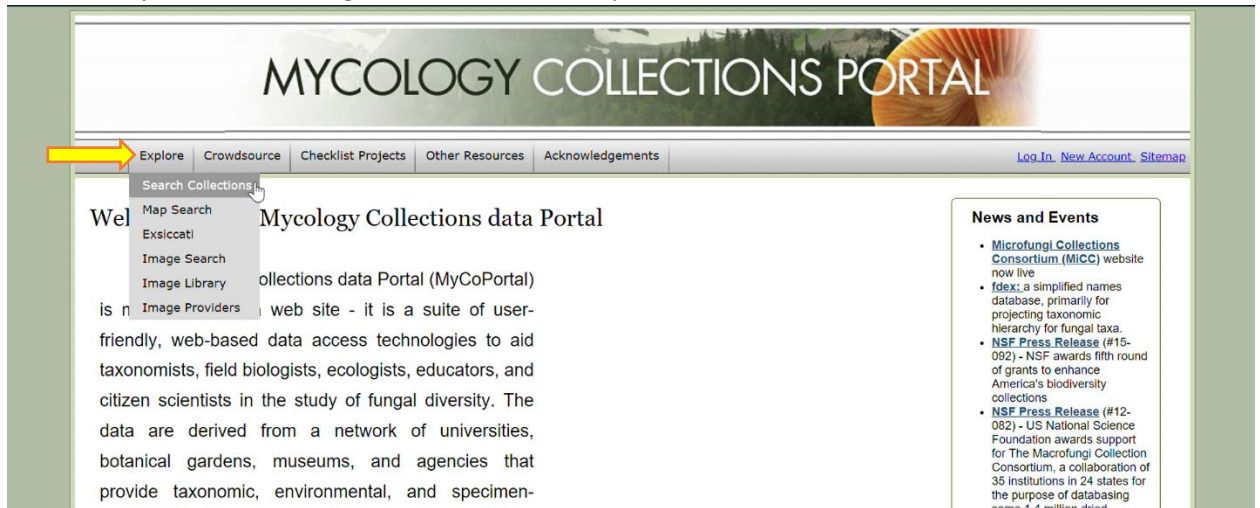 MYCOLOGY COLLECTIONS PORTAL
Explore Crowdsource Checklist Projects Other Resources Acknowledgements Log In New Account Sitemap
Search Collections
Map Search
Exsiccati
Image Search
Image Library
Image Providers
Wel Mycology Collections data Portal
ollections data Portal (MyCoPortal)
is web site - it is a suite of user-
friendly, web-based data access technologies to aid
taxonomists, field biologists, ecologists, educators, and
citizen scientists in the study of fungal diversity. The
data are derived from a network of universities,
botanical gardens, museums, and agencies that
provide taxonomic, environmental, and specimen-
News and Events
• Microfungi Collections
Consortium (MiCC) website
now live
• fdex: a simplified names
database, primarily for
projecting taxonomic
hierarchy for fungal taxa.
• NSF Press Release (#15-
092) - NSF awards fifth round
of grants to enhance
America's biodiversity
collections
• NSF Press Release (#12-
082) - US National Science
Foundation awards support
for The Macrofungi Collection
Consortium, a collaboration of
35 institutions in 24 states for
the purpose of databasing